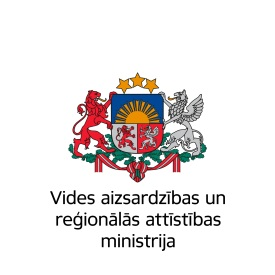 Vides aizsardzības un
reģionālās attīstības
ministrija